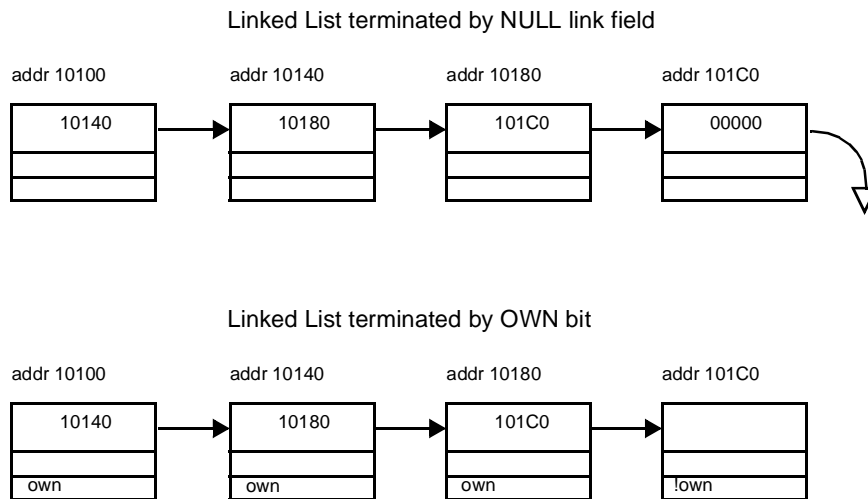 Linked List terminated by NULL link field
addr 10100 addr 10140 addr 10180 addr 101C0
10140 10180 101C0 00000
Linked List terminated by OWN bit
addr 10100 addr 10140 addr 10180 addr 101C0
10140 10180 101C0
own own own !own